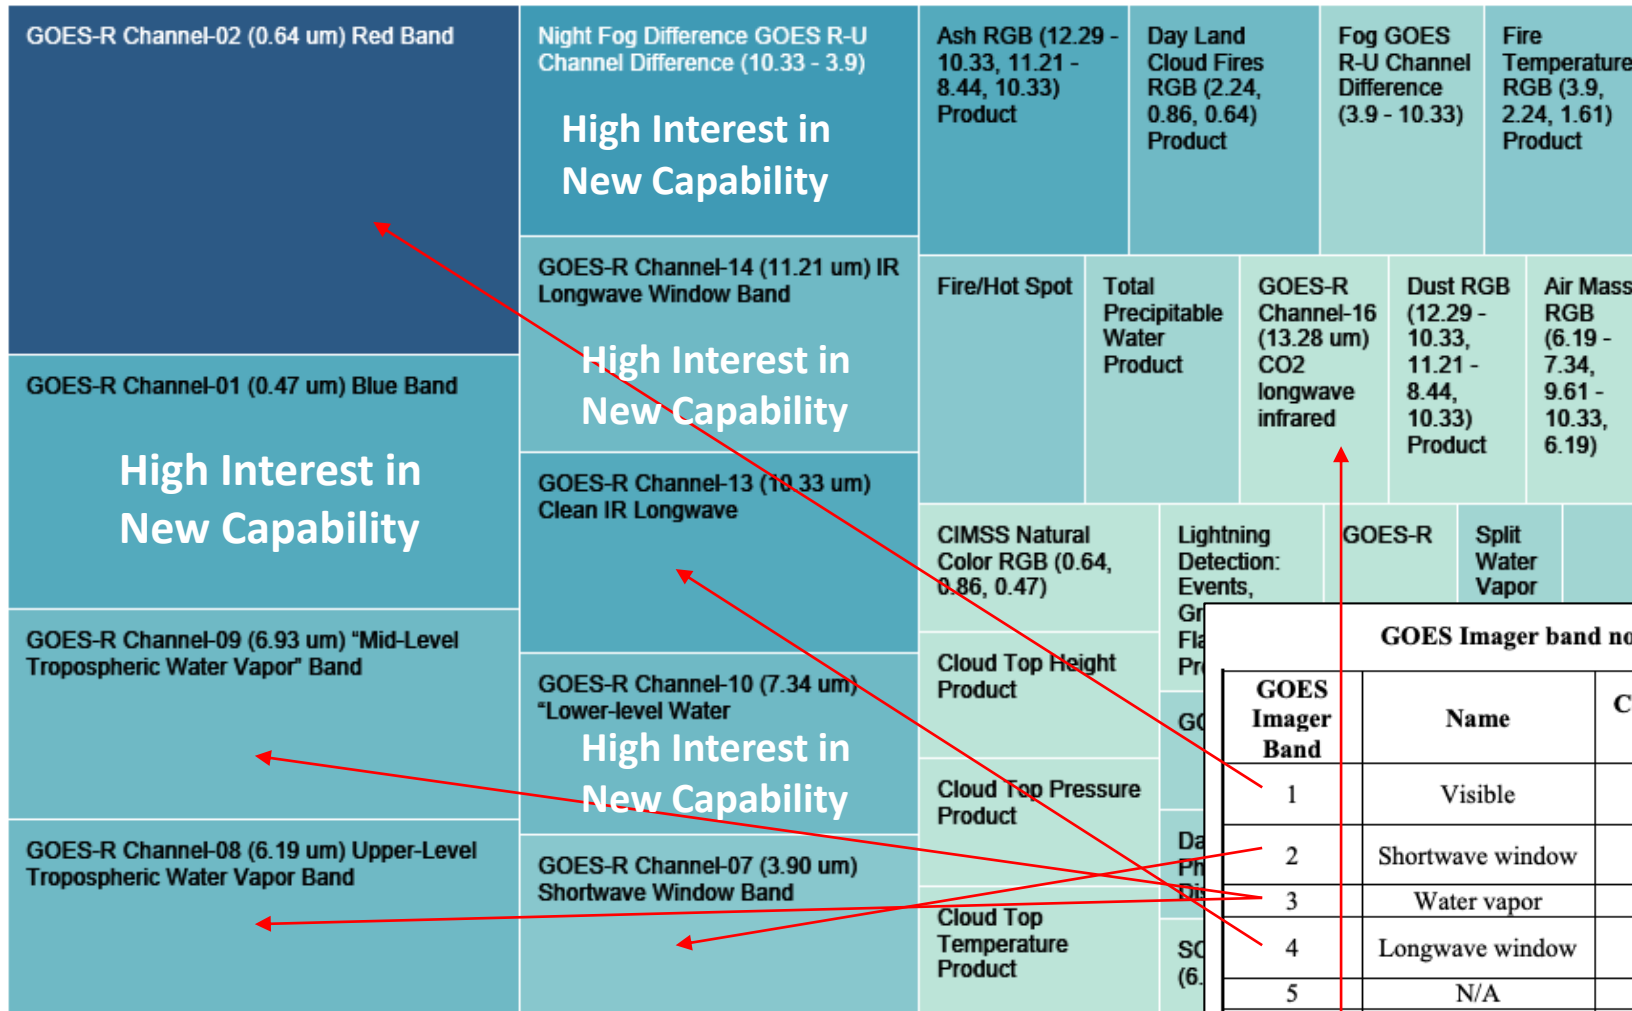 GOES-R Channel-02 (0.64 um) Red Band
GOES-R Channel-01 (0.47 um) Blue Band
High Interest in
New Capability
GOES-R Channel-09 (6.93 um) “Mid-Level
Tropospheric Water Vapor" Band
GOES-R Channel-08 (6.19 um) Upper-Level
Tropospheric Water Vapor Band
Night Fog Difference GOES R-U
Channel Difference (10.33 - 3.9)
High Interest in
New Capability
GOES-R Channel-14 (11.21 um) IR
Longwave Window Band
High Interest in
New Capability
GOES-R Channel-13 (10.33 um)
Clean IR Longwave
GOES-R Channel-10 (7.34 um)
“Lower-level Water
High Interest in
New Capability
GOES-R Channel-07 (3.90 um)
Shortwave Window Band
Ash RGB (12.29 -
10.33, 11.21 -
8.44, 10.33)
Product
Day Land
Cloud Fires
RGB (2.24,
0.86, 0.64)
Product
Fog GOES
R-U Channel
Difference
(3.9 - 10.33)
Fire
Temperature
RGB (3.9,
2.24, 1.61)
Product
Fire/Hot Spot
Total
Precipitable
Water
Product
GOES-R
Channel-16
(13.28 um)
CO2
longwave
infrared
Dust RGB
(12.29 -
10.33,
11.21 -
8.44,
10.33)
Product
Air Mass
RGB
(6.19 -
7.34,
9.61 -
10.33,
6.19)
CIMSS Natural
Color RGB (0.64,
0.86, 0.47)
Cloud Top Height
Product
Cloud Top Pressure
Product
Cloud Top
Temperature
Product
Lightning
Detection:
Events,
Gr
Fla
Pr
GO
Da
Ph
Di
SO
(6.
GOES-R
Split
Water
Vapor
GOES Imager band no
GOES
Imager
Band
Name
C
1 Visible
2 Shortwave window
3 Water vapor
4 Longwave window
5 N/A